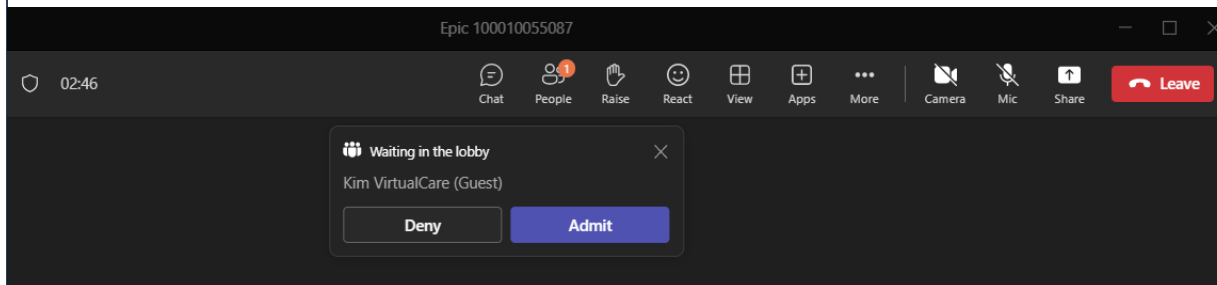 Epic 100010055087
02:46
1
Chat People Raise React View Apps More Camera Mic Share Leave
Waiting in the lobby
Kim VirtualCare (Guest)
Deny Admit